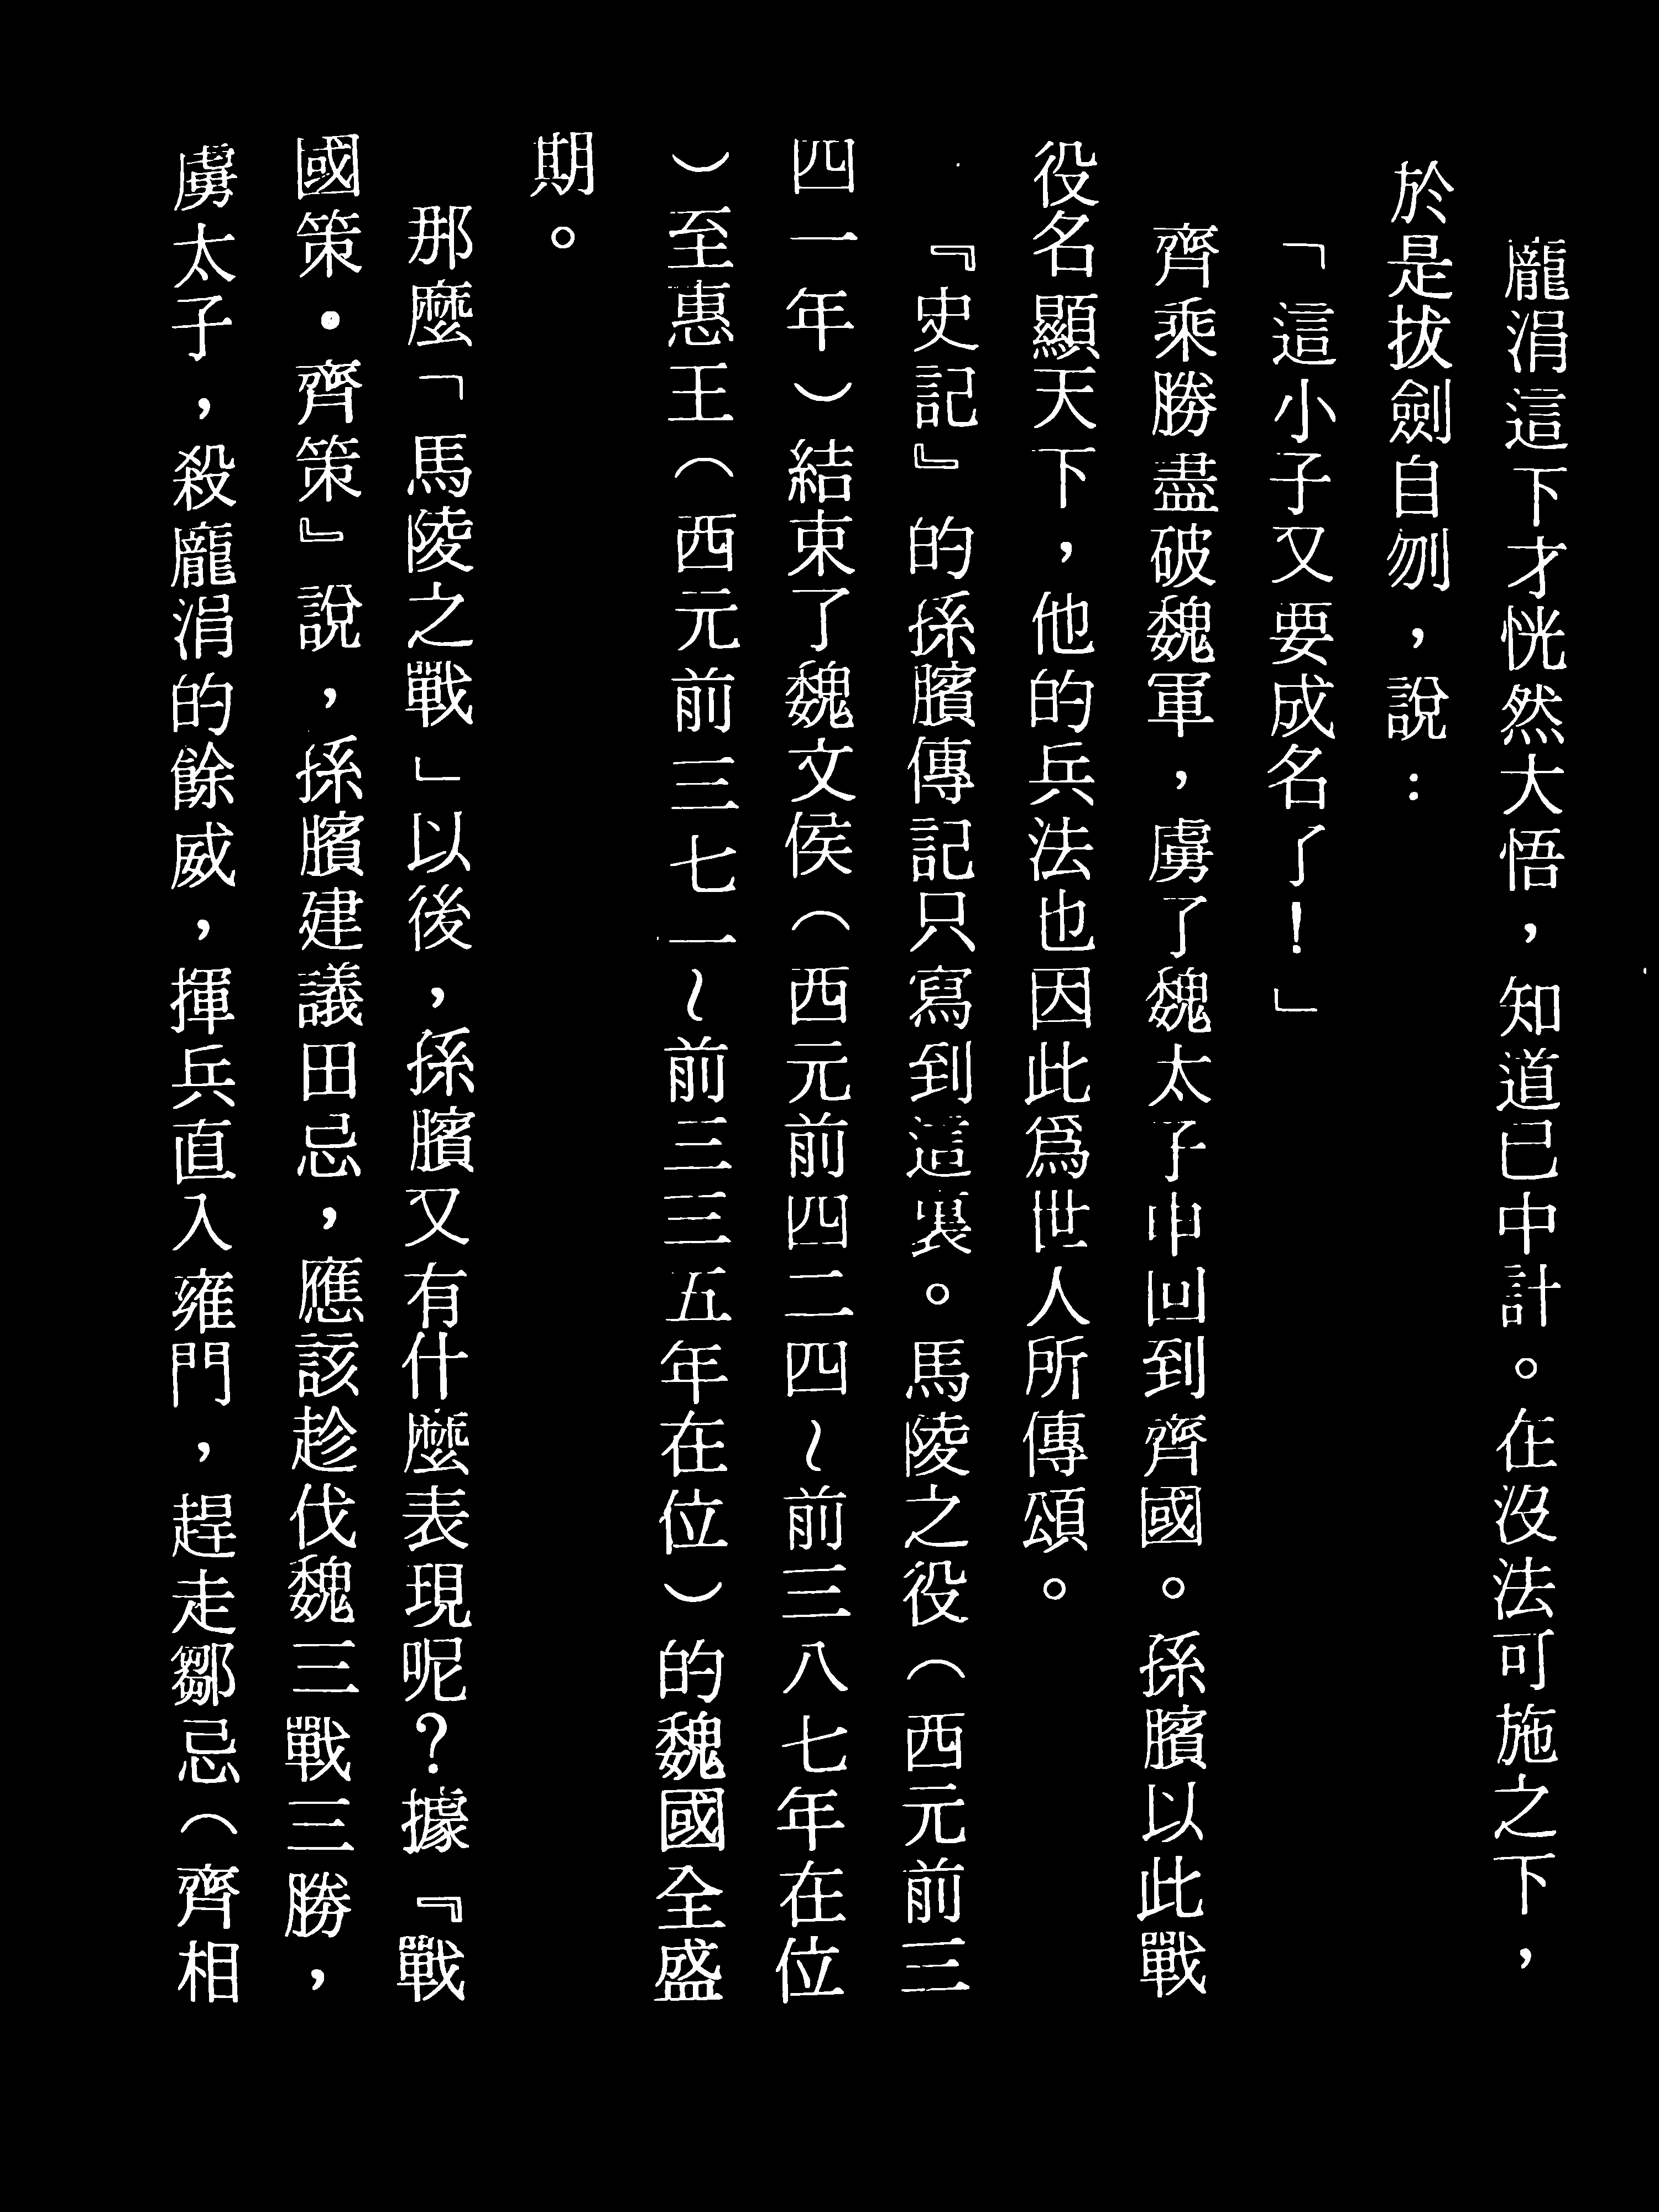 龐涓這下才恍然大悟，知道已中計。在沒法可施之下，
於是拔劍自刎，說：
「這小子又要成名了！」
齊乘勝盡破魏軍，虜了魏太子申回到齊國。孫臏以此戰
役名顯天下，他的兵法也因此為世人所傳頌。
『史記』的孫臏傳記只寫到這裏。馬陵之役（西元前三
四一年）結束了魏文侯（西元前四二四～前三八七年在位
）至惠王（西元前三七一～前三三五年在位）的魏國全盛
期。
那麼「馬陵之戰」以後，孫臏又有什麼表現呢？據『戰
國策・齊策』說，孫臏建議田忌，應該趁伐魏三戰三勝，
虜太子，殺龐涓的餘威，揮兵直入雍門，趕走鄒忌（齊相